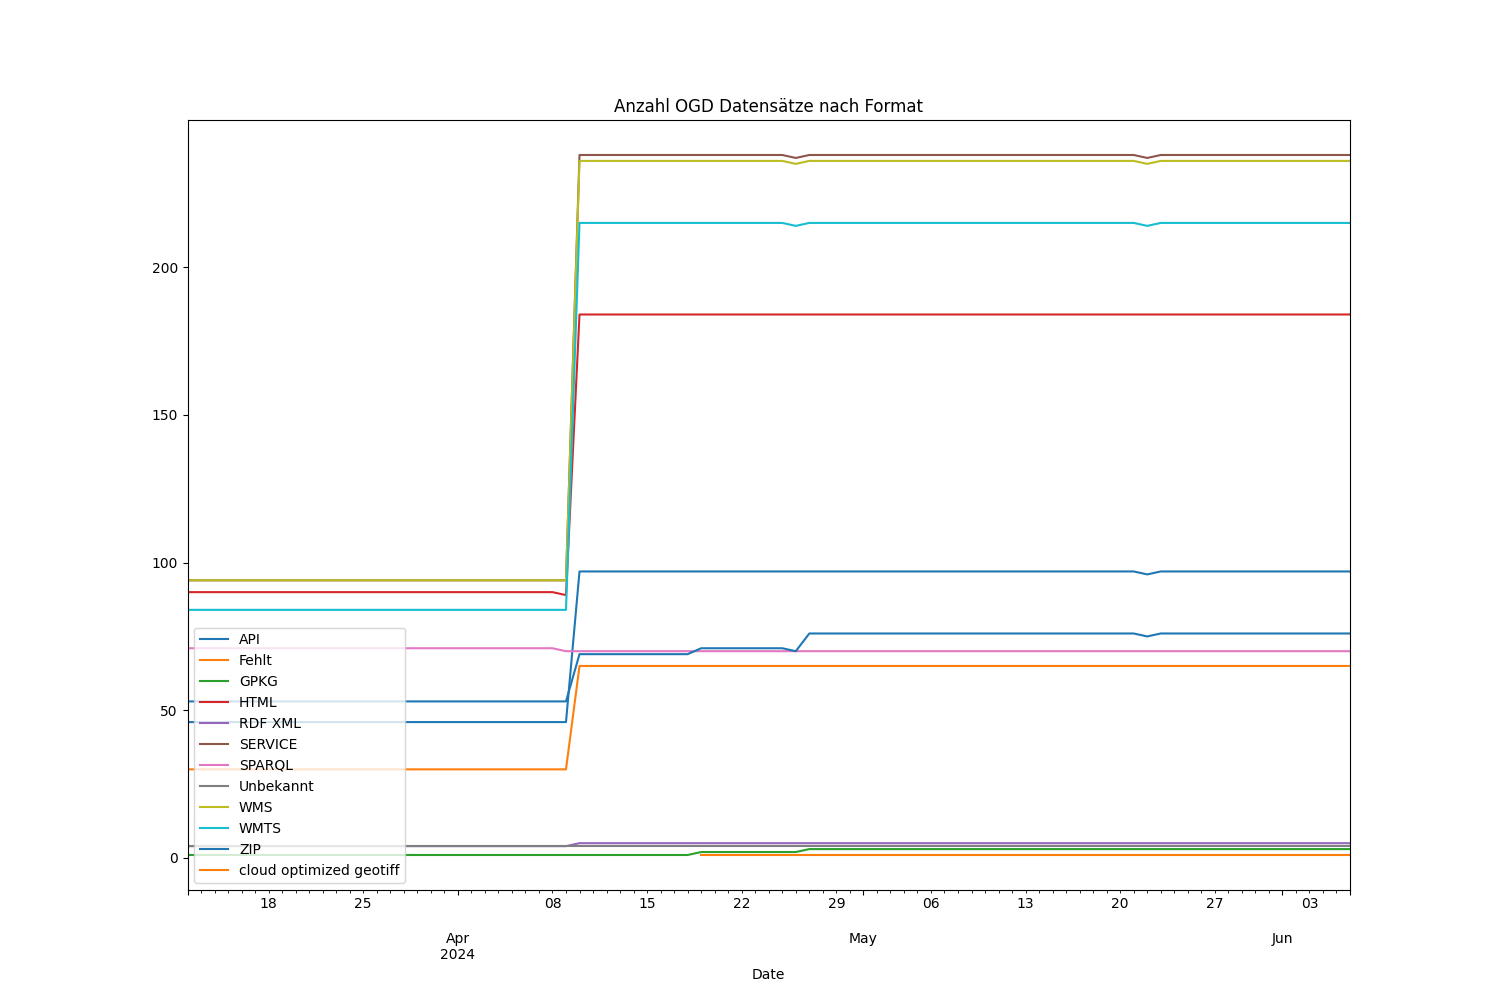 Anzahl OGD Datensätze nach Format
200
150
100
50
0
API
Fehlt
GPKG
HTML
RDF XML
SERVICE
SPARQL
Unbekannt
WMS
WMTS
ZIP
cloud optimized geotiff
18 25 08 15 22 29 06 13 20 27 03
Apr May Jun
2024
Date